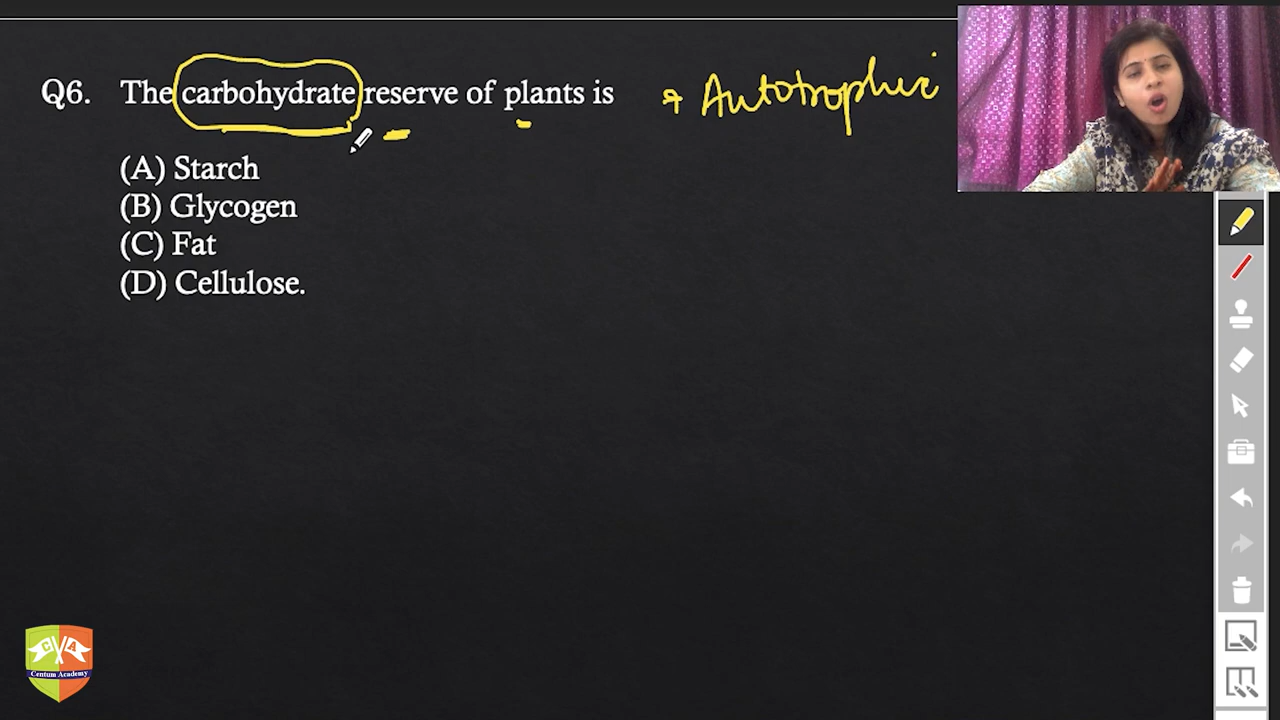 Q6. The carbohydrate reserve of plants is
* Autotrophic
(A) Starch
(B) Glycogen
(C) Fat
(D) Cellulose.
C A
Centum Academy